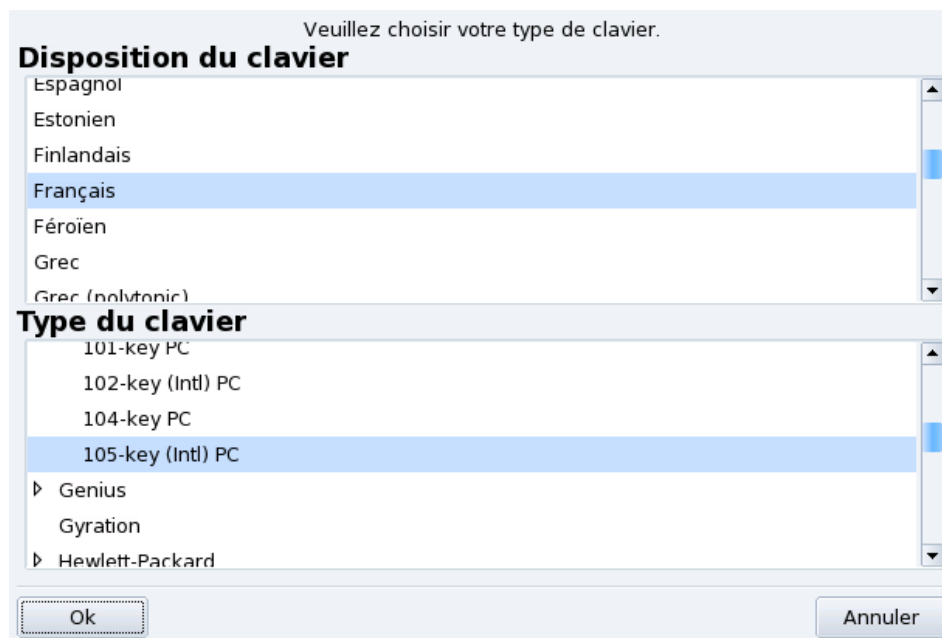 Veuillez choisir votre type de clavier.
Disposition du clavier
Espagnol
Estonien
Finlandais
Français
Féroïen
Grec
Grec (polytonic)
Type du clavier
101-key PC
102-key (Intl) PC
104-key PC
105-key (Intl) PC
Genius
Gyration
Hewlett-Packard
Ok
Annuler